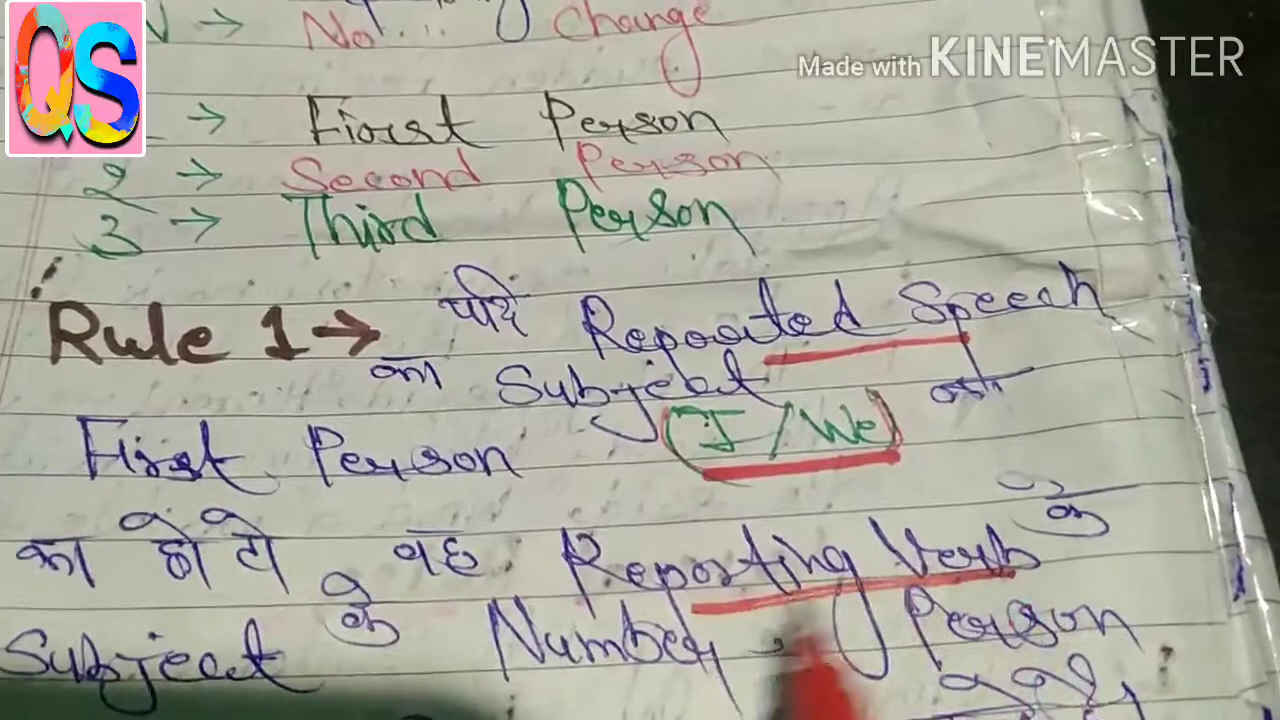 QS
Made with KINEMASTER
→ No... Change
→ First Person
2 → Second Person
3 → Third Person
Rule 1→ यदि Reported Speech
का Subject
First Person (I/We)
का हो तो वह Reporting Verb के
Subject के Number, Person